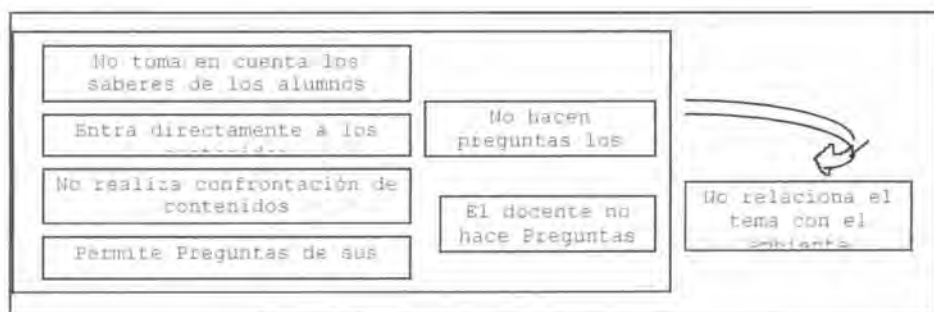 No toma en cuenta los
saberes de los alumnos
Entra directamente a los
No realiza confrontación de
contenidos
Permite Preguntas de sus
No hacen
preguntas los
El docente no
hace Preguntas
No relaciona el
tema con el
ambiente